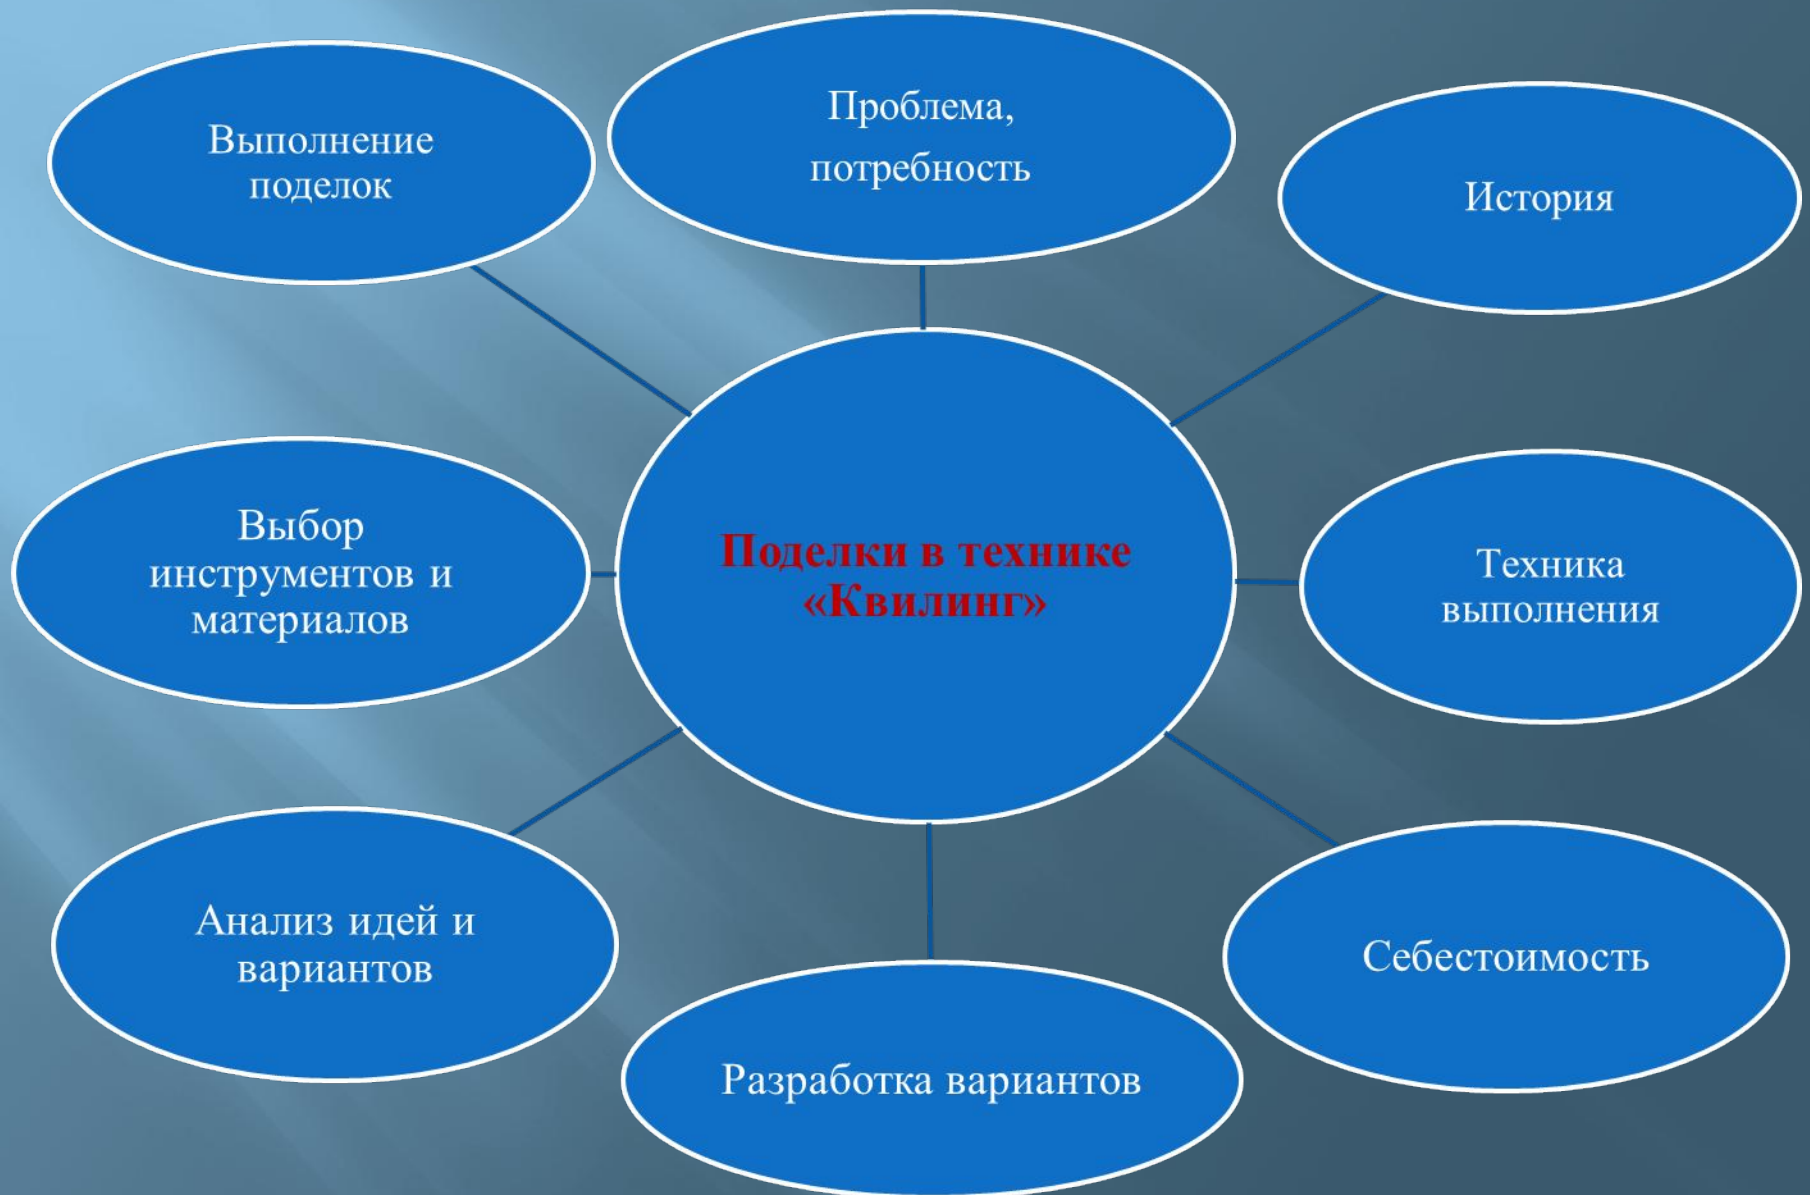 Проблема,
потребность
История
Техника
выполнения
Себестоимость
Разработка вариантов
Анализ идей и
вариантов
Выбор
инструментов и
материалов
Выполнение
поделок
Поделки в технике
«Квилинг»